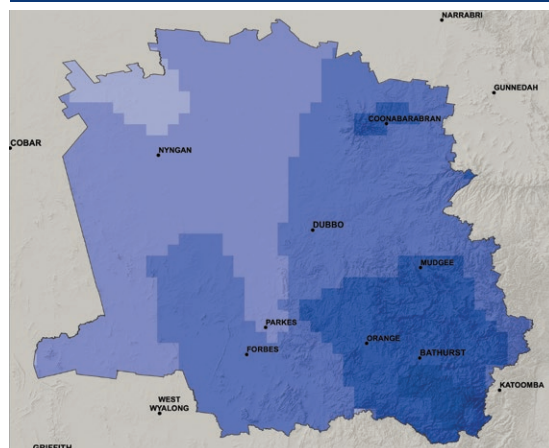 NARRABRI
GUNNEDAH
COONABARABRAN
COBAR
NYNGAN
DUBBO
MUDGEE
PARKES
ORANGE
FORBES
BATHURST
KATOOMBA
WEST
WYALONG
GRIFFITH